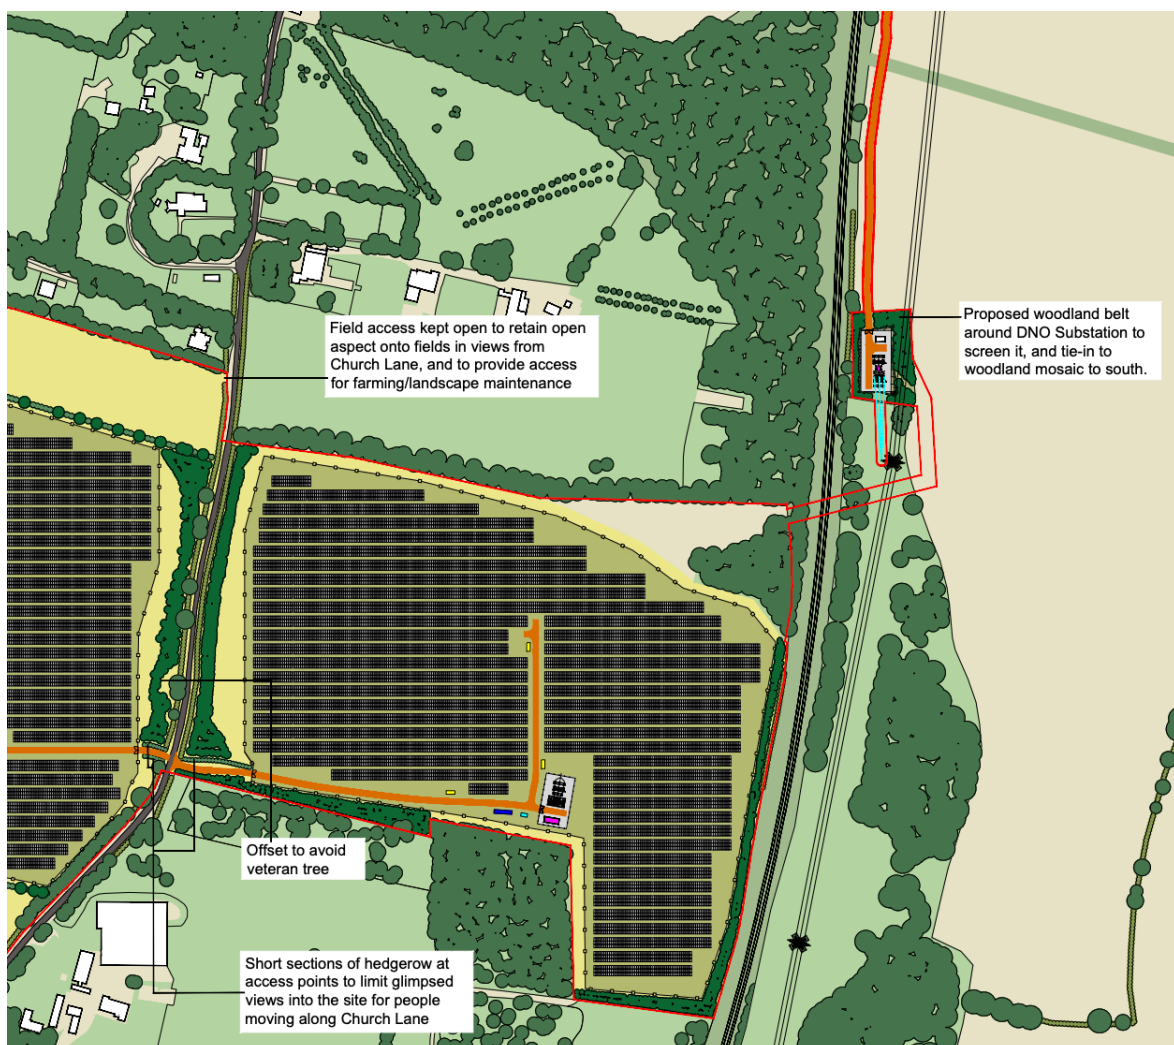 Field access kept open to retain open
aspect onto fields in views from
Church Lane, and to provide access
for farming/landscape maintenance
Proposed woodland belt
around DNO Substation to
screen it, and tie-in to
woodland mosaic to south.
Offset to avoid
veteran tree
Short sections of hedgerow at
access points to limit glimpsed
views into the site for people
moving along Church Lane